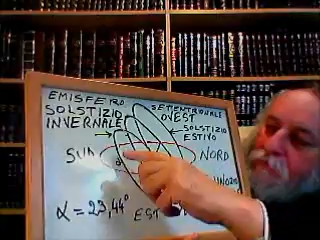 EMISFERO SETTENTRIONALE
SOLSTIZIO OVEST
INVERNALE SOLSTIZIO
ESTIVO
SUD NORD
α = 23,44° EST